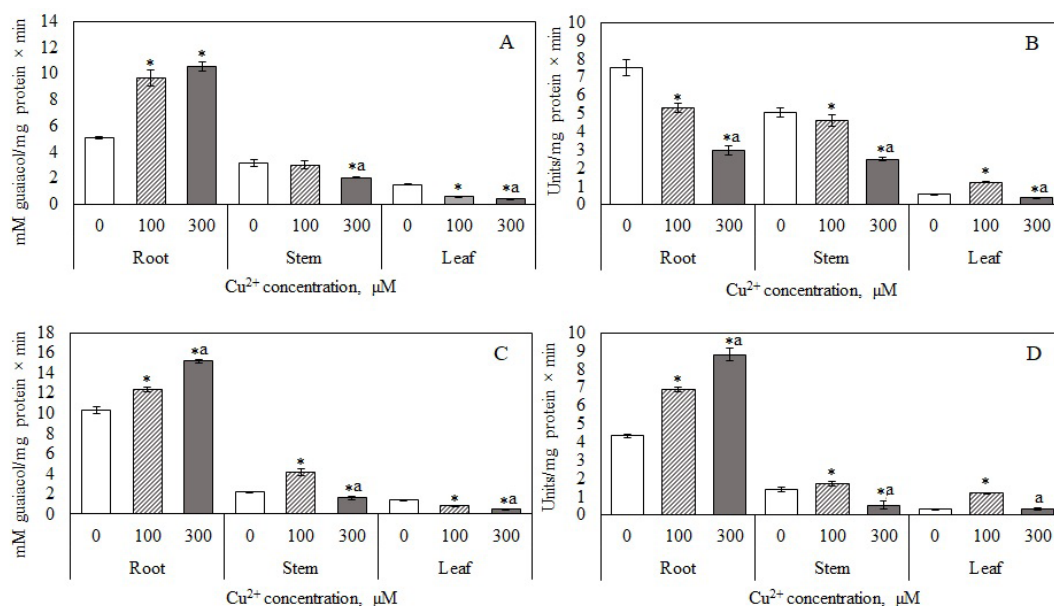 mM guaiacol/mg protein × min
14
12
10
8
6
4
2
0
A
* *
*a
* *a
0 100 300 0 100 300 0 100 300
Root Stem Leaf
Cu²⁺ concentration, μM
Units/mg protein × min
10
9
8
7
6
5
4
3
2
1
0
B
*
*a
*
*a
*
*a
0 100 300 0 100 300 0 100 300
Root Stem Leaf
Cu²⁺ concentration, μM
mM guaiacol/mg protein × min
18
16
14
12
10
8
6
4
2
0
C
*
*a
*
*a
* *a
0 100 300 0 100 300 0 100 300
Root Stem Leaf
Cu²⁺ concentration, μM
Units/mg protein × min
10
9
8
7
6
5
4
3
2
1
0
D
*
*a
*
*a
*
a
0 100 300 0 100 300 0 100 300
Root Stem Leaf
Cu²⁺ concentration, μM